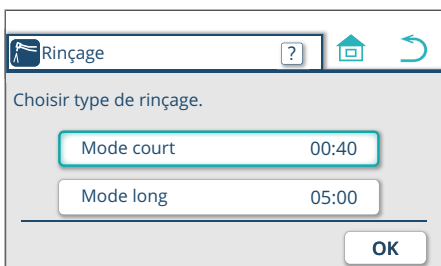 Rinçage ?
Choisir type de rinçage.
Mode court 00:40
Mode long 05:00
OK